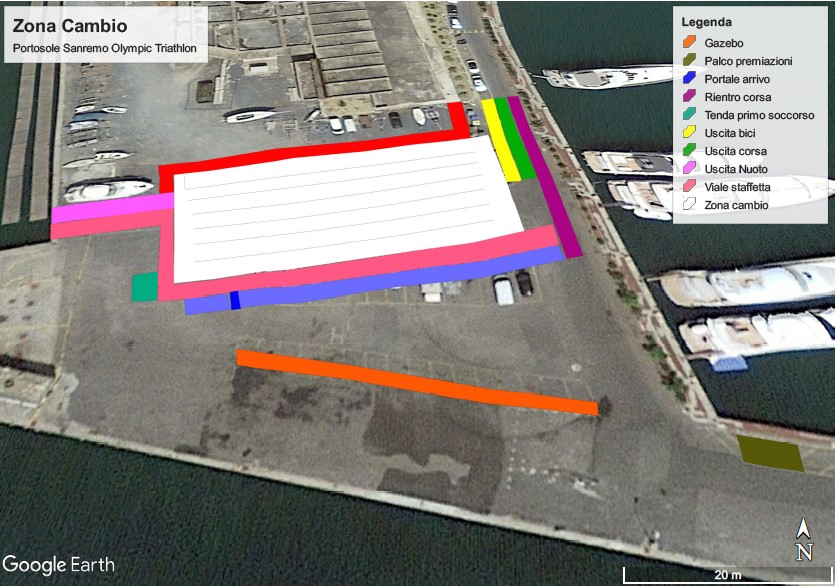 Zona Cambio
Portosole Sanremo Olympic Triathlon
Legenda
Gazebo
Palco premiazioni
Portale arrivo
Rientro corsa
Tenda primo soccorso
Uscita bici
Uscita corsa
Uscita Nuoto
Viale staffetta
Zona cambio
N
Google Earth
20 m